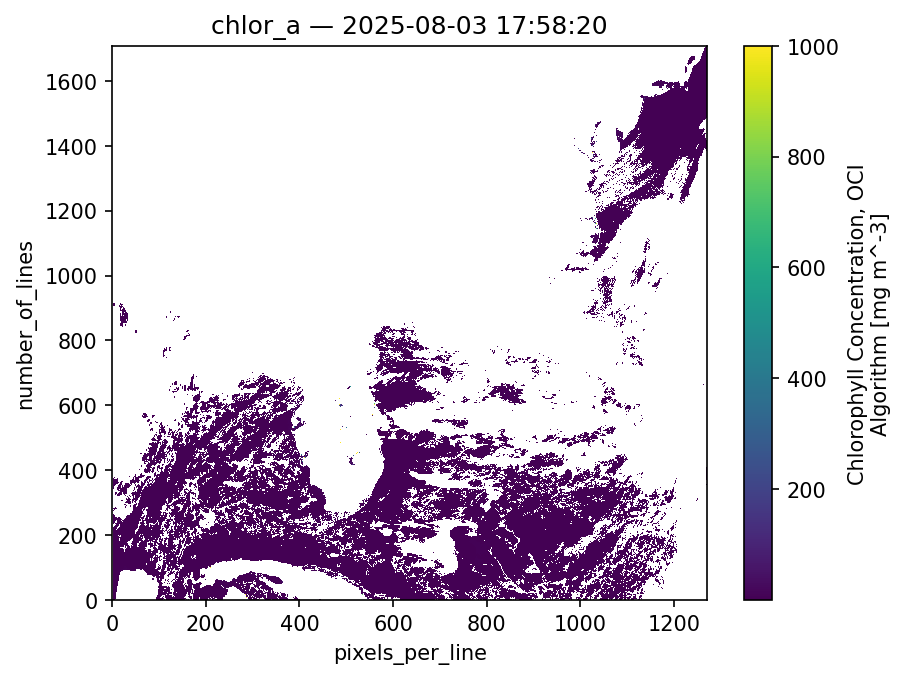 chlor_a — 2025-08-03 17:58:20
1600
1400
1200
1000
800
600
400
200
0
number_of_lines
0 200 400 600 800 1000 1200
pixels_per_line
1000
800
600
400
200
Chlorophyll Concentration, OCI
Algorithm [mg m^-3]